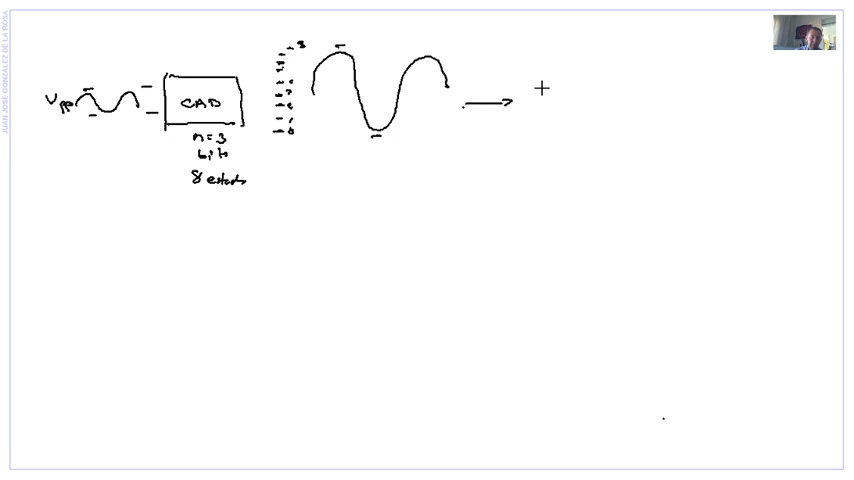 JUAN JOSÉ GONZÁLEZ DE LA ROSA
Vpp
CAD
n=3
bits
8 estados